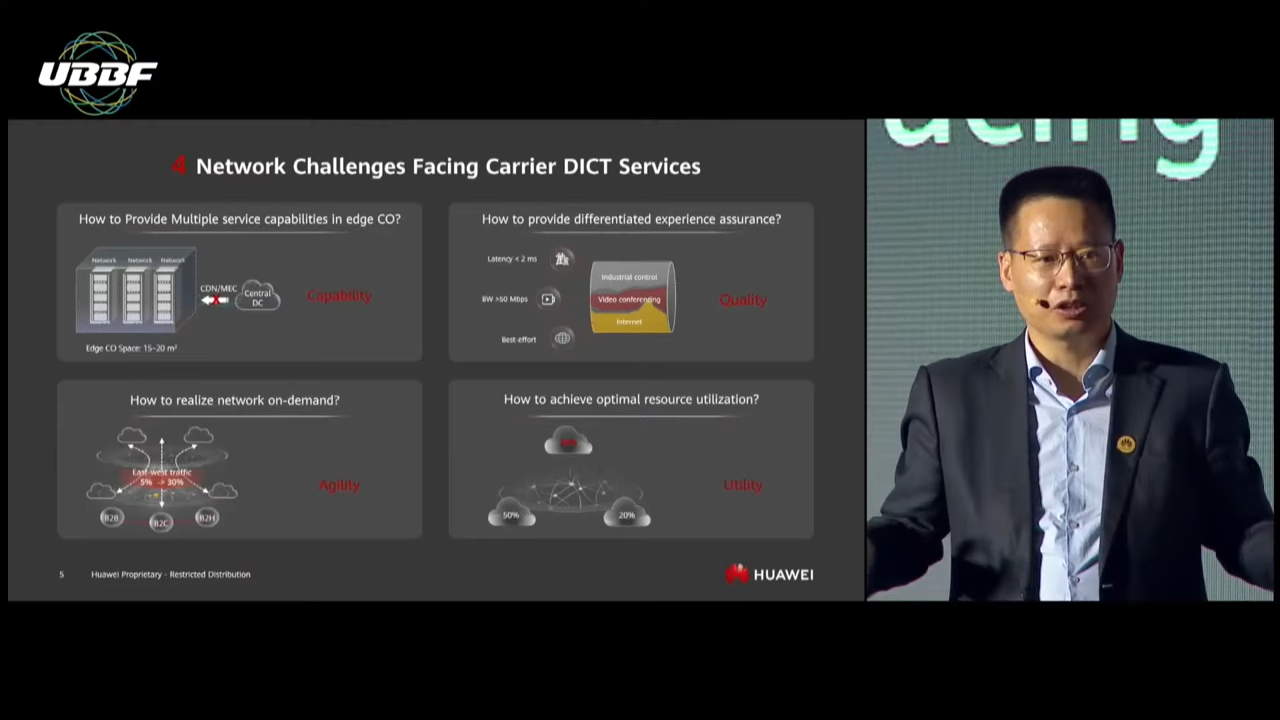 UBBF
acing
4 Network Challenges Facing Carrier DICT Services
How to Provide Multiple service capabilities in edge CO?
Network Network Network
CDN/MEC
Central
DC
Capability
Edge CO Space: 15–20 m²
How to provide differentiated experience assurance?
Latency < 2 ms
Industrial control
BW >50 Mbps
Video conferencing
Quality
Internet
Best-effort
How to realize network on-demand?
East-west traffic
5% -> 30%
Agility
B2B
B2C
B2H
How to achieve optimal resource utilization?
Utility
50%
20%
5 Huawei Proprietary - Restricted Distribution
HUAWEI